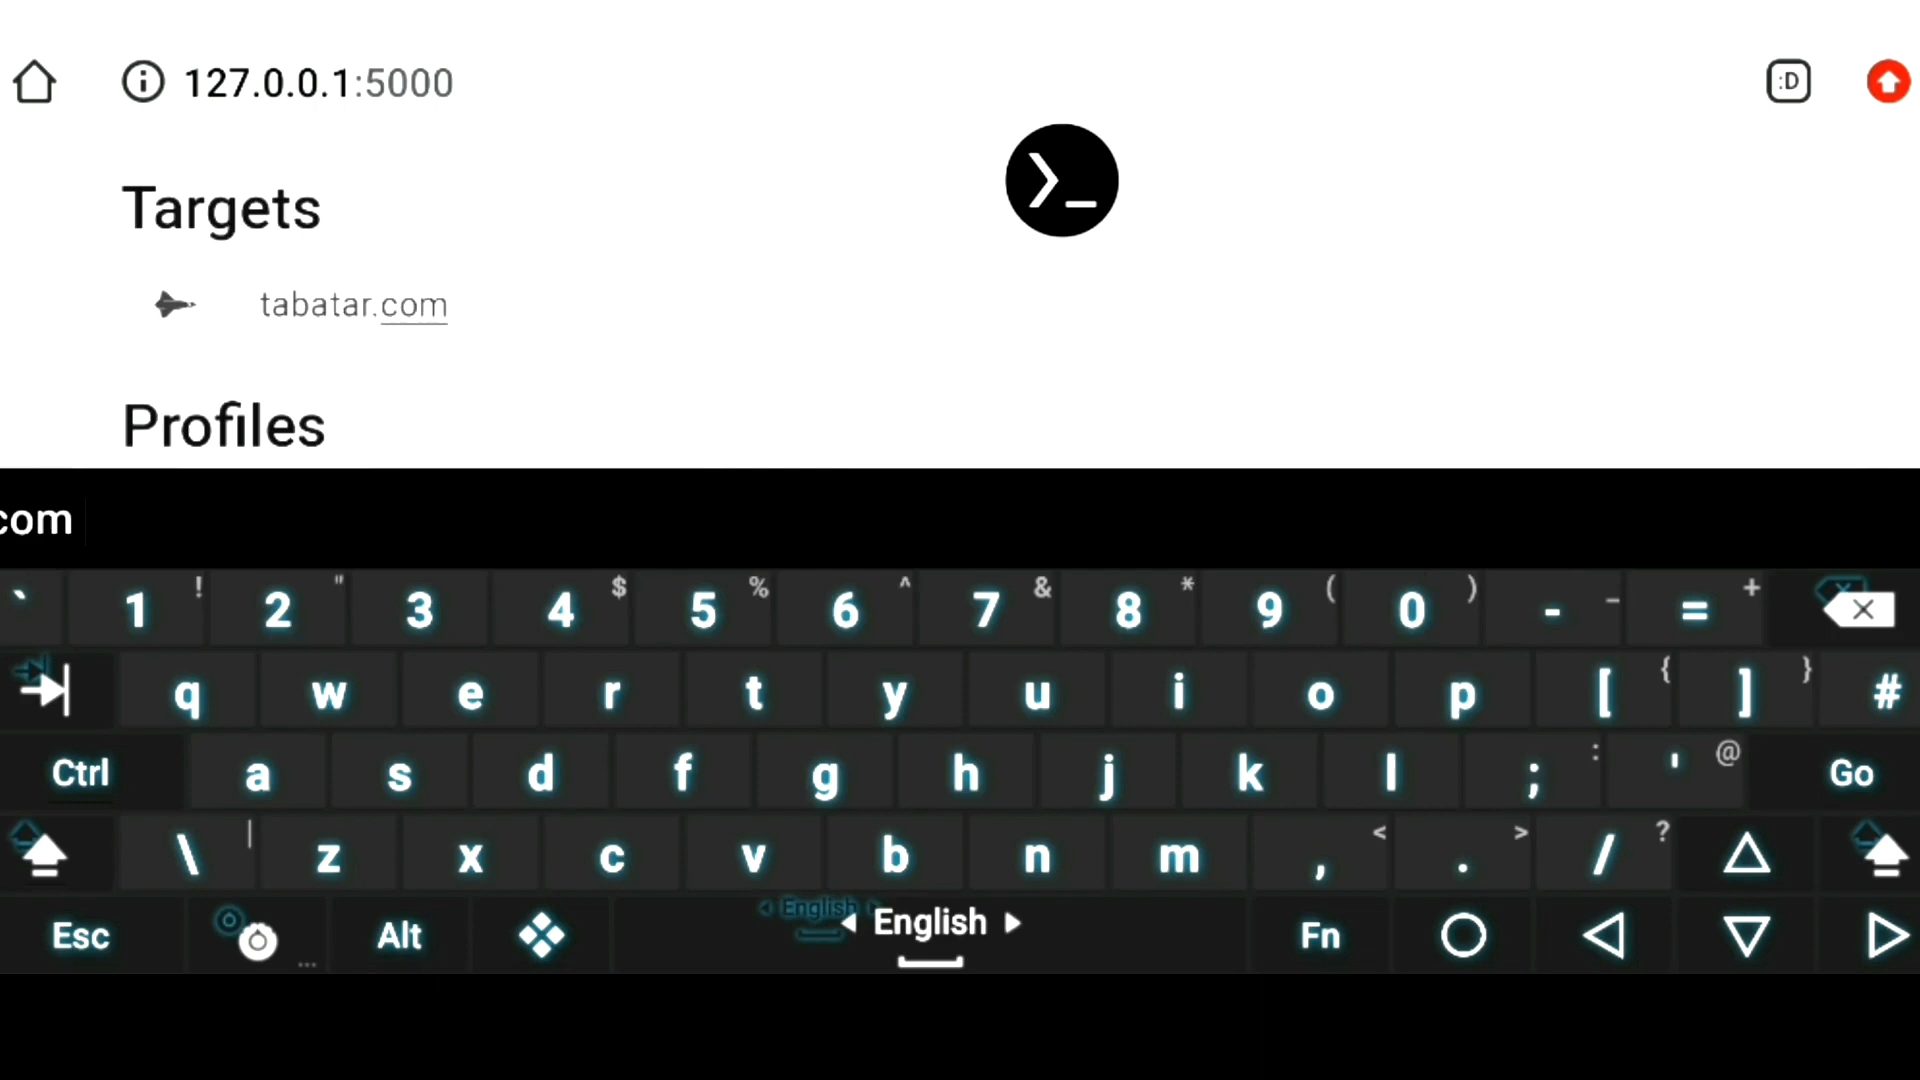 127.0.0.1:5000
:D
Targets
tabatar.com
Profiles
com
` 1 ! 2 " 3 4 $ 5 % 6 ^ 7 & 8 * 9 ( 0 ) - _ = +
q w e r t y u i o p [ { ] } #
Ctrl a s d f g h j k l ; : ' @ Go
\ | z x c v b n m , < . > / ?
Esc ... Alt English Fn